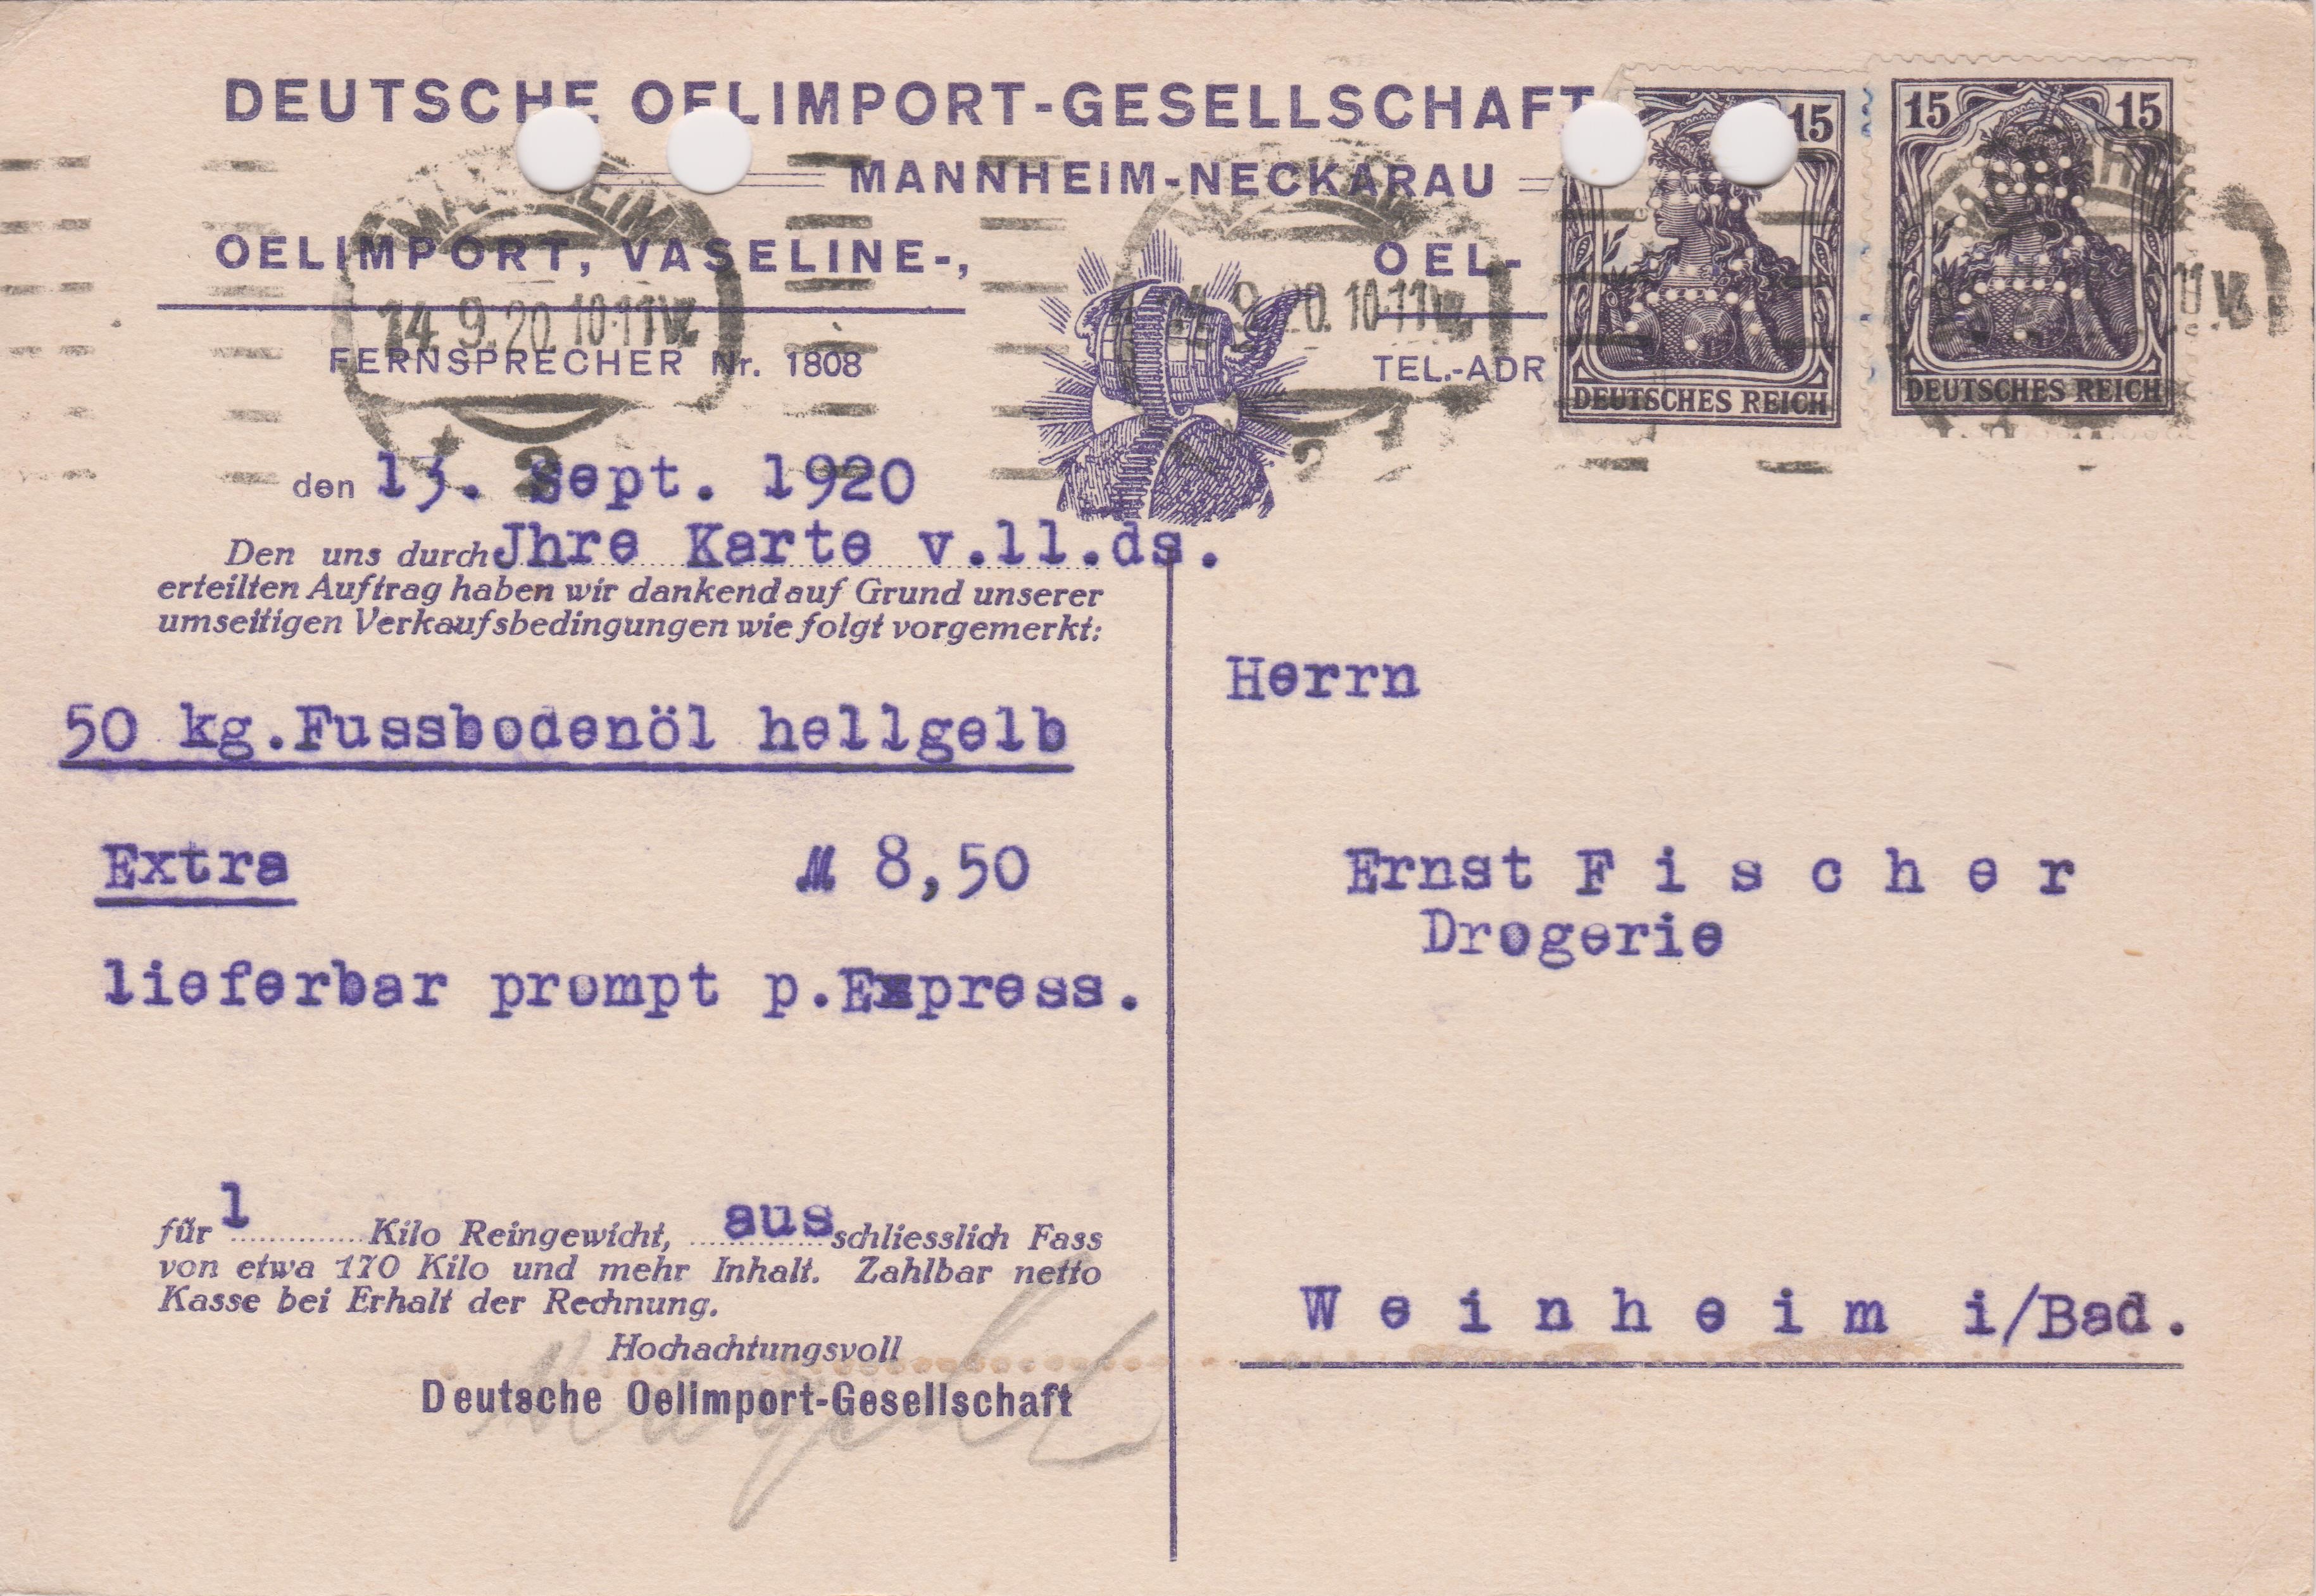 DEUTSCHE OELIMPORT-GESELLSCHAFT
MANNHEIM-NECKARAU
OELIMPORT, VASELINE-, OEL-
FERNSPRECHER Nr. 1808 TEL.-ADR
15
15 15
DEUTSCHES REICH
DEUTSCHES REICH
MANNHEIM
14.9.20. 10-11V.
2
14.9.20. 10-11V.
2
11V.
den 13. Sept. 1920
Den uns durch Jhre Karte v.11.ds.
erteilten Auftrag haben wir dankend auf Grund unserer
umseitigen Verkaufsbedingungen wie folgt vorgemerkt:
50 kg.Fussbodenöl hellgelb
Extra M 8,50
lieferbar prompt p.Express.
für 1 Kilo Reingewicht, ausschliesslich Fass
von etwa 170 Kilo und mehr Inhalt. Zahlbar netto
Kasse bei Erhalt der Rechnung.
Hochachtungsvoll
Deutsche Oelimport-Gesellschaft
Herrn
Ernst F i s c h e r
Drogerie
W e i n h e i m i/Bad.